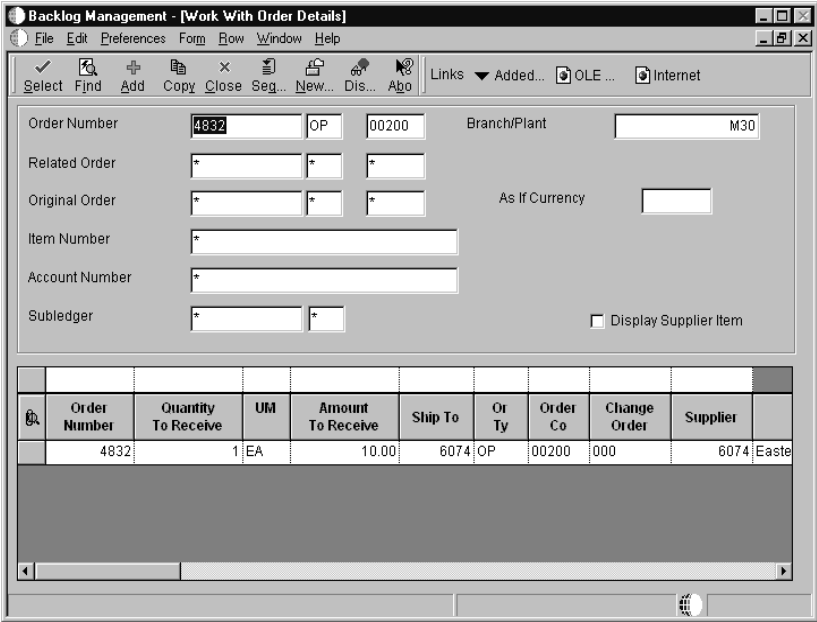 Backlog Management - [Work With Order Details]
File Edit Preferences Form Row Window Help
Select Find Add Copy Close Seq... New... Dis... Abo Links Added... OLE ... Internet
Order Number 4832 OP 00200 Branch/Plant M30
Related Order * * *
Original Order * * * As If Currency
Item Number *
Account Number *
Subledger * * Display Supplier Item
Order Number Quantity To Receive UM Amount To Receive Ship To Or Ty Order Co Change Order Supplier
4832 1 EA 10.00 6074 OP 00200 000 6074 Easte